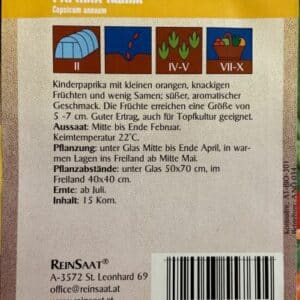 Capsicum annuum
II
IV-V
VII-X
Kinderpaprika mit kleinen orangen, knackigen
Früchten und wenig Samen; süßer, aromatischer
Geschmack. Die Früchte erreichen eine Größe von
5 -7 cm. Guter Ertrag, auch für Topfkultur geeignet.
Aussaat: Mitte bis Ende Februar.
Keimtemperatur 22°C.
Pflanzung: unter Glas Mitte bis Ende April, in war-
men Lagen ins Freiland ab Mitte Mai.
Pflanzabstände: unter Glas 50x70 cm, im
Freiland 40x40 cm.
Ernte: ab Juli.
Inhalt: 15 Korn.
REINSAAT®
A-3572 St. Leonhard 69
office@reinsaat.at
www.reinsaat.at